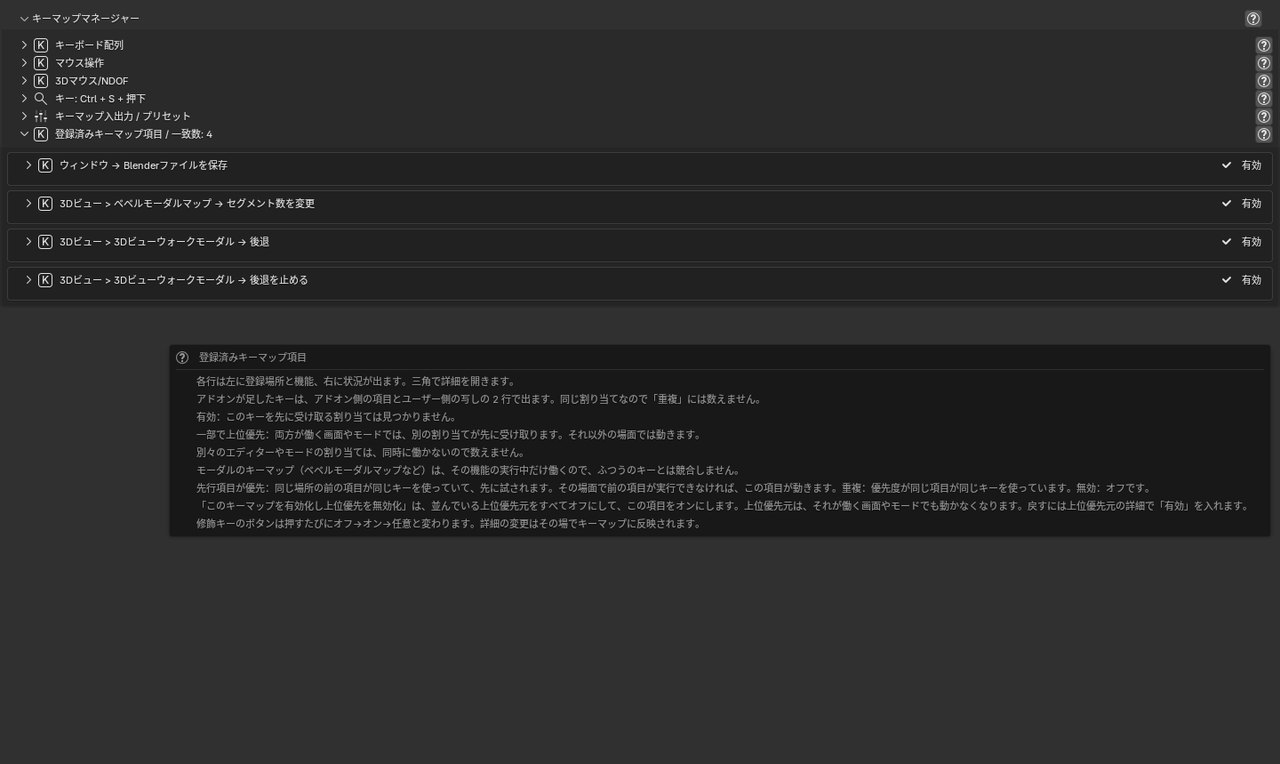 キーマップマネージャー
キーボード配列
マウス操作
3Dマウス/NDOF
キー: Ctrl + S + 押下
キーマップ入出力 / プリセット
登録済みキーマップ項目 / 一致数: 4
ウィンドウ → Blenderファイルを保存 有効
3Dビュー > ベベルモーダルマップ → セグメント数を変更 有効
3Dビュー > 3Dビューウォークモーダル → 後退 有効
3Dビュー > 3Dビューウォークモーダル → 後退を止める 有効
登録済みキーマップ項目
各行は左に登録場所と機能、右に状況が出ます。三角で詳細を開きます。
アドオンが足したキーは、アドオン側の項目とユーザー側の写しの 2 行で出ます。同じ割り当てなので「重複」には数えません。
有効: このキーを先に受け取る割り当ては見つかりません。
一部で上位優先: 両方が働く画面やモードでは、別の割り当てが先に受け取ります。それ以外の場面では動きます。
別々のエディターやモードの割り当ては、同時に働かないので数えません。
モーダルのキーマップ（ベベルモーダルマップなど）は、その機能の実行中だけ働くので、ふつうのキーとは競合しません。
先行項目が優先: 同じ場所の前の項目が同じキーを使っていて、先に試されます。その場面で前の項目が実行できなければ、この項目が動きます。重複: 優先度が同じ項目が同じキーを使っています。無効: オフです。
「このキーマップを有効化し上位優先を無効化」は、並んでいる上位優先元をすべてオフにして、この項目をオンにします。上位優先元は、それが働く画面やモードでも動かなくなります。戻すには上位優先元の詳細で「有効」を入れます。
修飾キーのボタンは押すたびにオフ→オン→任意と変わります。詳細の変更はその場でキーマップに反映されます。